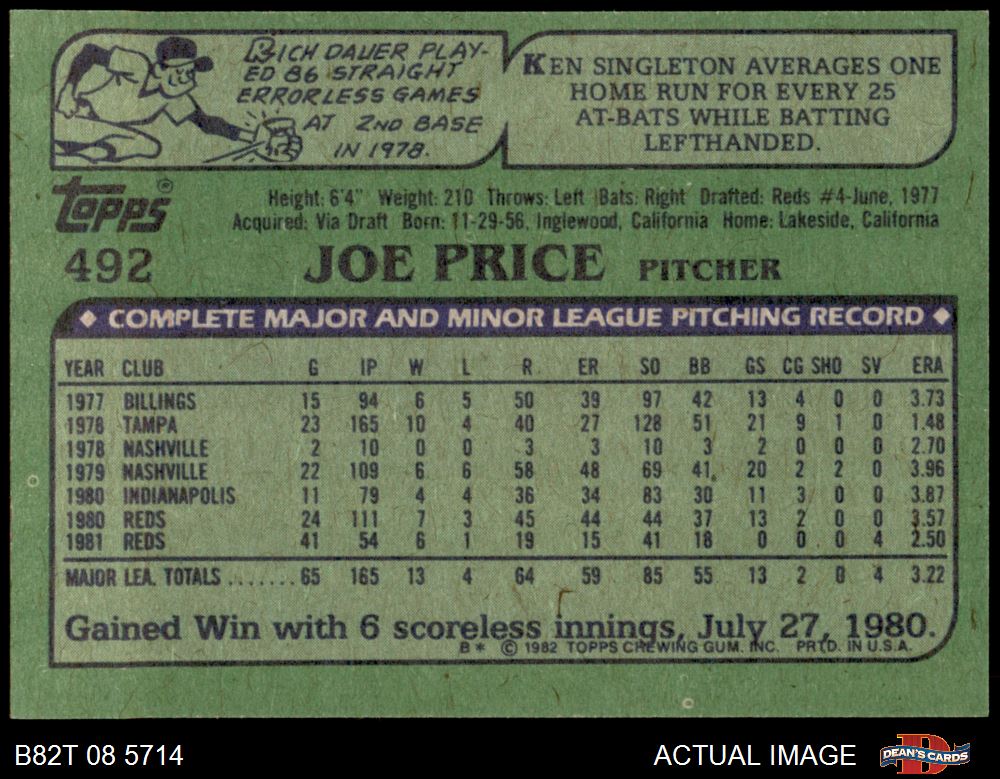 RICH DAUER PLAY-
ED 86 STRAIGHT
ERRORLESS GAMES
AT 2ND BASE
IN 1978.
KEN SINGLETON AVERAGES ONE
HOME RUN FOR EVERY 25
AT-BATS WHILE BATTING
LEFTHANDED.
Topps®
Height: 6'4" Weight: 210 Throws: Left Bats: Right Drafted: Reds #4-June, 1977
Acquired: Via Draft Born: 11-29-56, Inglewood, California Home: Lakeside, California
492 JOE PRICE PITCHER
COMPLETE MAJOR AND MINOR LEAGUE PITCHING RECORD
YEAR CLUB G IP W L R ER SO BB GS CG SHO SV ERA
1977 BILLINGS 15 94 6 5 50 39 97 42 13 4 0 0 3.73
1978 TAMPA 23 165 10 4 40 27 128 51 21 9 1 0 1.48
1978 NASHVILLE 2 10 0 0 3 3 10 3 2 0 0 0 2.70
1979 NASHVILLE 22 109 6 6 58 48 69 41 20 2 2 0 3.96
1980 INDIANAPOLIS 11 79 4 4 36 34 83 30 11 3 0 0 3.87
1980 REDS 24 111 7 3 45 44 44 37 13 2 0 0 3.57
1981 REDS 41 54 6 1 19 15 41 18 0 0 0 4 2.50
MAJOR LEA. TOTALS ....... 65 165 13 4 64 59 85 55 13 2 0 4 3.22
Gained Win with 6 scoreless innings, July 27, 1980.
B* © 1982 TOPPS CHEWING GUM, INC. PRTD. IN U.S.A.
B82T 08 5714
ACTUAL IMAGE
DEAN'S CARDS